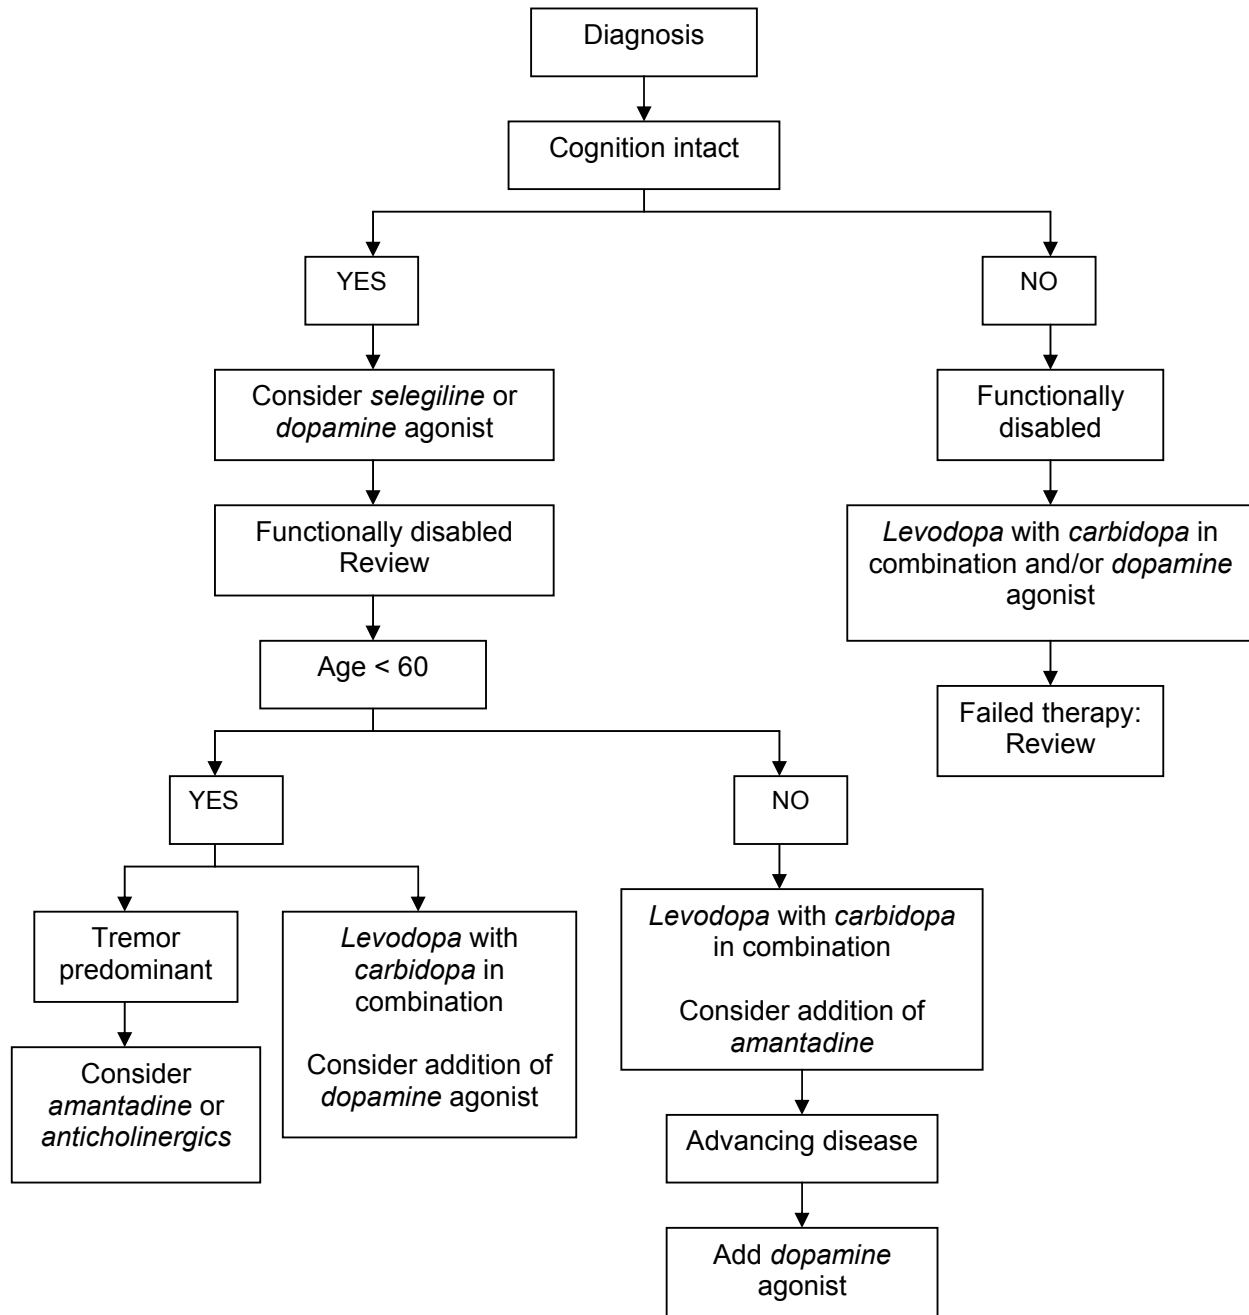 Diagnosis
Cognition intact
YES
NO
Consider selegiline or
dopamine agonist
Functionally
disabled
Functionally disabled
Review
Levodopa with carbidopa in
combination and/or dopamine
agonist
Age < 60
Failed therapy:
Review
YES
NO
Tremor
predominant
Levodopa with
carbidopa in
combination
Consider addition of
dopamine agonist
Levodopa with carbidopa
in combination
Consider addition of
amantadine
Consider
amantadine or
anticholinergics
Advancing disease
Add dopamine
agonist